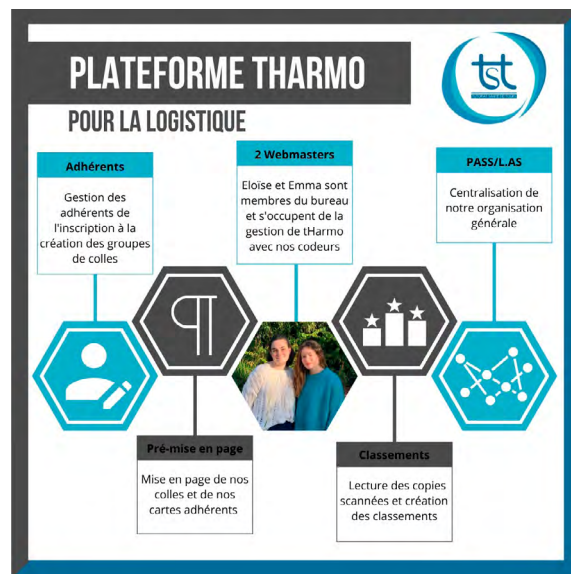 PLATEFORME THARMO
POUR LA LOGISTIQUE
tst
Adhérents
Gestion des
adhérents de
l'inscription à la
création des groupes
de colles
2 Webmasters
Eloïse et Emma sont
membres du bureau
et s'occupent de la
gestion de tHarmo
avec nos codeurs
PASS/L.AS
Centralisation de
notre organisation
générale
Pré-mise en page
Mise en page de nos
colles et de nos
cartes adhérents
Classements
Lecture des copies
scannées et création
des classements